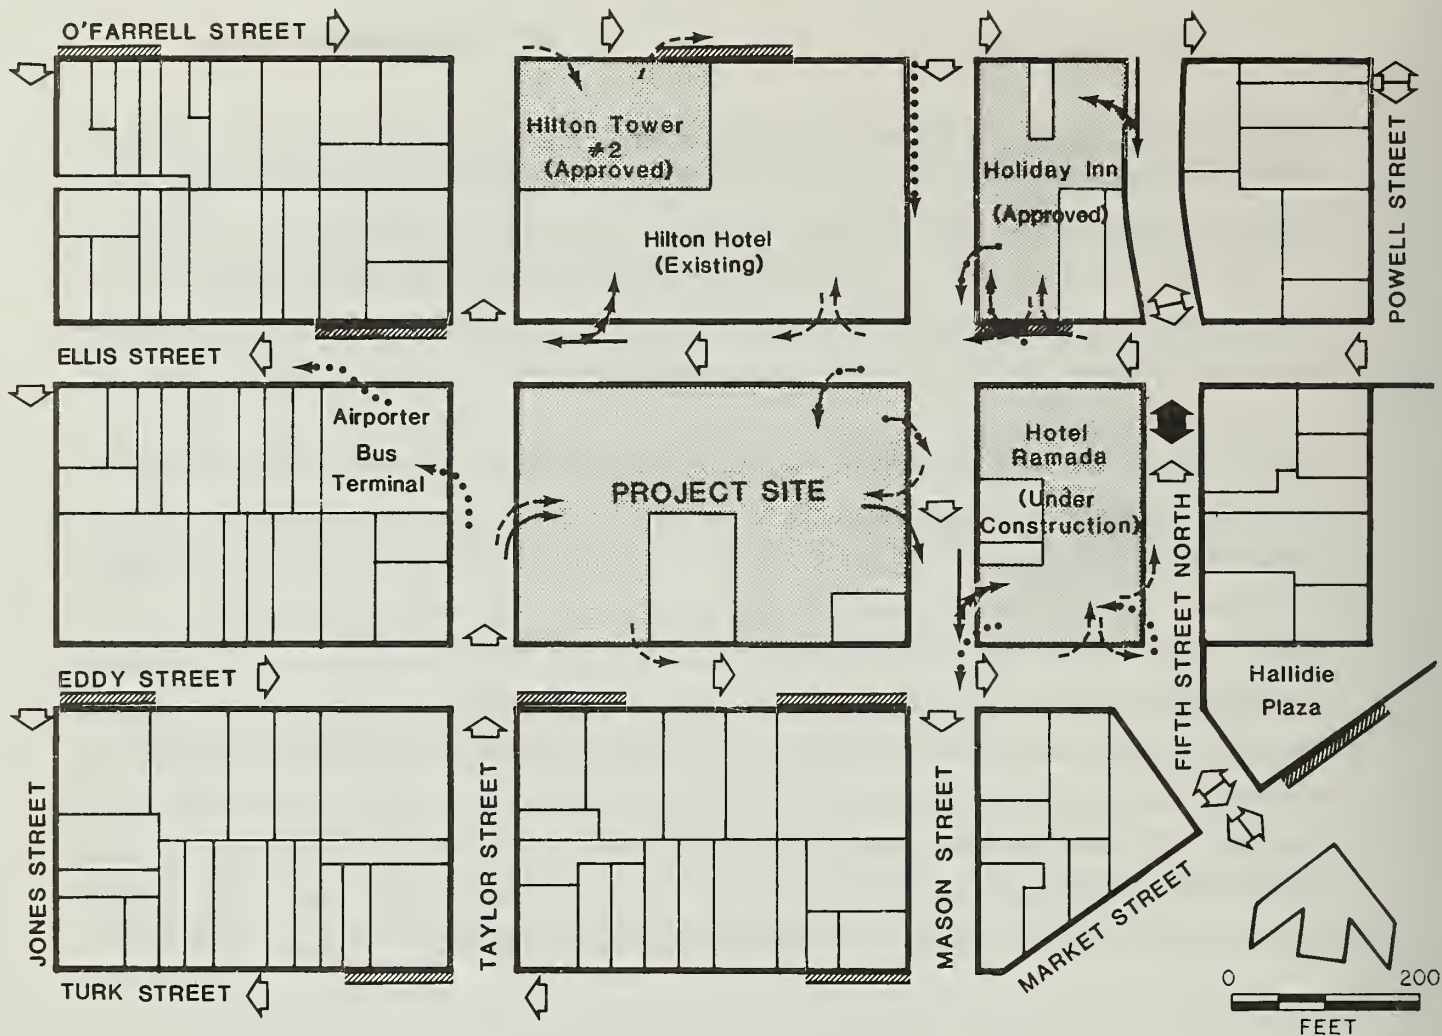 O'FARRELL STREET
Hilton Tower
#2
(Approved)
Hilton Hotel
(Existing)
Holiday Inn
(Approved)
POWELL STREET
ELLIS STREET
Airporter
Bus
Terminal
PROJECT SITE
Hotel
Ramada
(Under
Construction)
FIFTH STREET NORTH
EDDY STREET
Hallidie
Plaza
JONES STREET
TAYLOR STREET
MASON STREET
MARKET STREET
TURK STREET
0 200
FEET